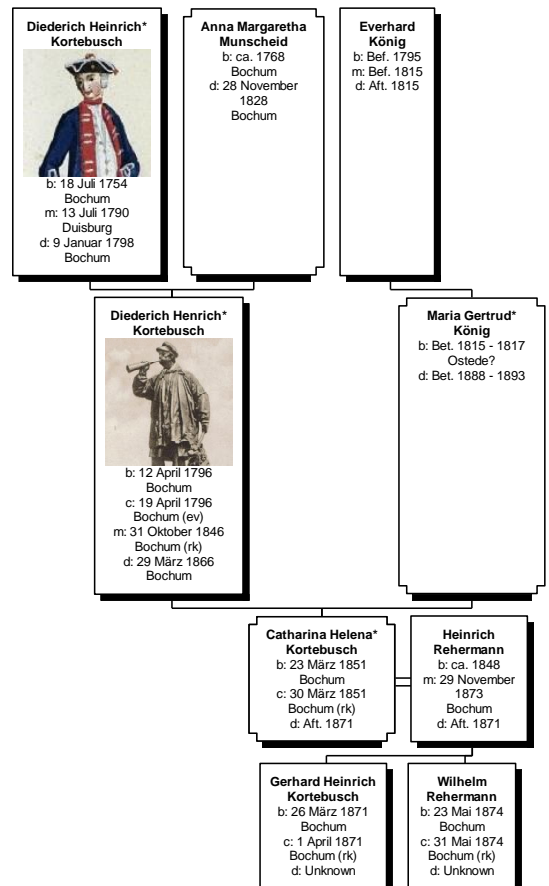 Diederich Heinrich*
Kortebusch
b: 18 Juli 1754
Bochum
m: 13 Juli 1790
Duisburg
d: 9 Januar 1798
Bochum
Anna Margaretha
Munscheid
b: ca. 1768
Bochum
d: 28 November
1828
Bochum
Everhard
König
b: Bef. 1795
m: Bef. 1815
d: Aft. 1815
Diederich Henrich*
Kortebusch
b: 12 April 1796
Bochum
c: 19 April 1796
Bochum (ev)
m: 31 Oktober 1846
Bochum (rk)
d: 29 März 1866
Bochum
Maria Gertrud*
König
b: Bet. 1815 - 1817
Ostede?
d: Bet. 1888 - 1893
Catharina Helena*
Kortebusch
b: 23 März 1851
Bochum
c: 30 März 1851
Bochum (rk)
d: Aft. 1871
Heinrich
Rehermann
b: ca. 1848
m: 29 November
1873
Bochum
d: Aft. 1871
Gerhard Heinrich
Kortebusch
b: 26 März 1871
Bochum
c: 1 April 1871
Bochum (rk)
d: Unknown
Wilhelm
Rehermann
b: 23 Mai 1874
Bochum
c: 31 Mai 1874
Bochum (rk)
d: Unknown